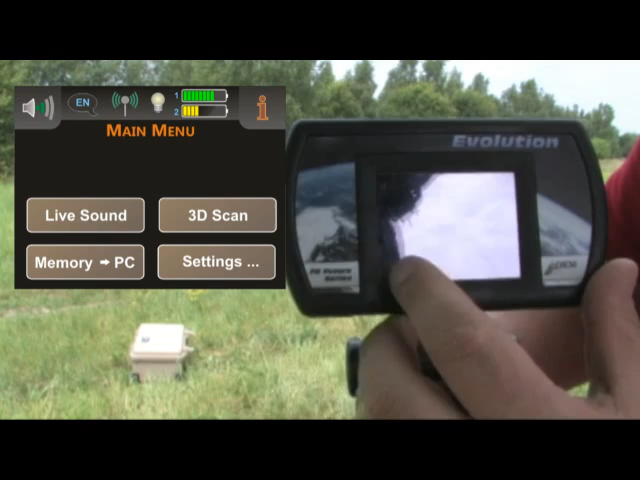 EN
1
2
i
MAIN MENU
Live Sound
3D Scan
Memory ➡ PC
Settings ...
Evolution